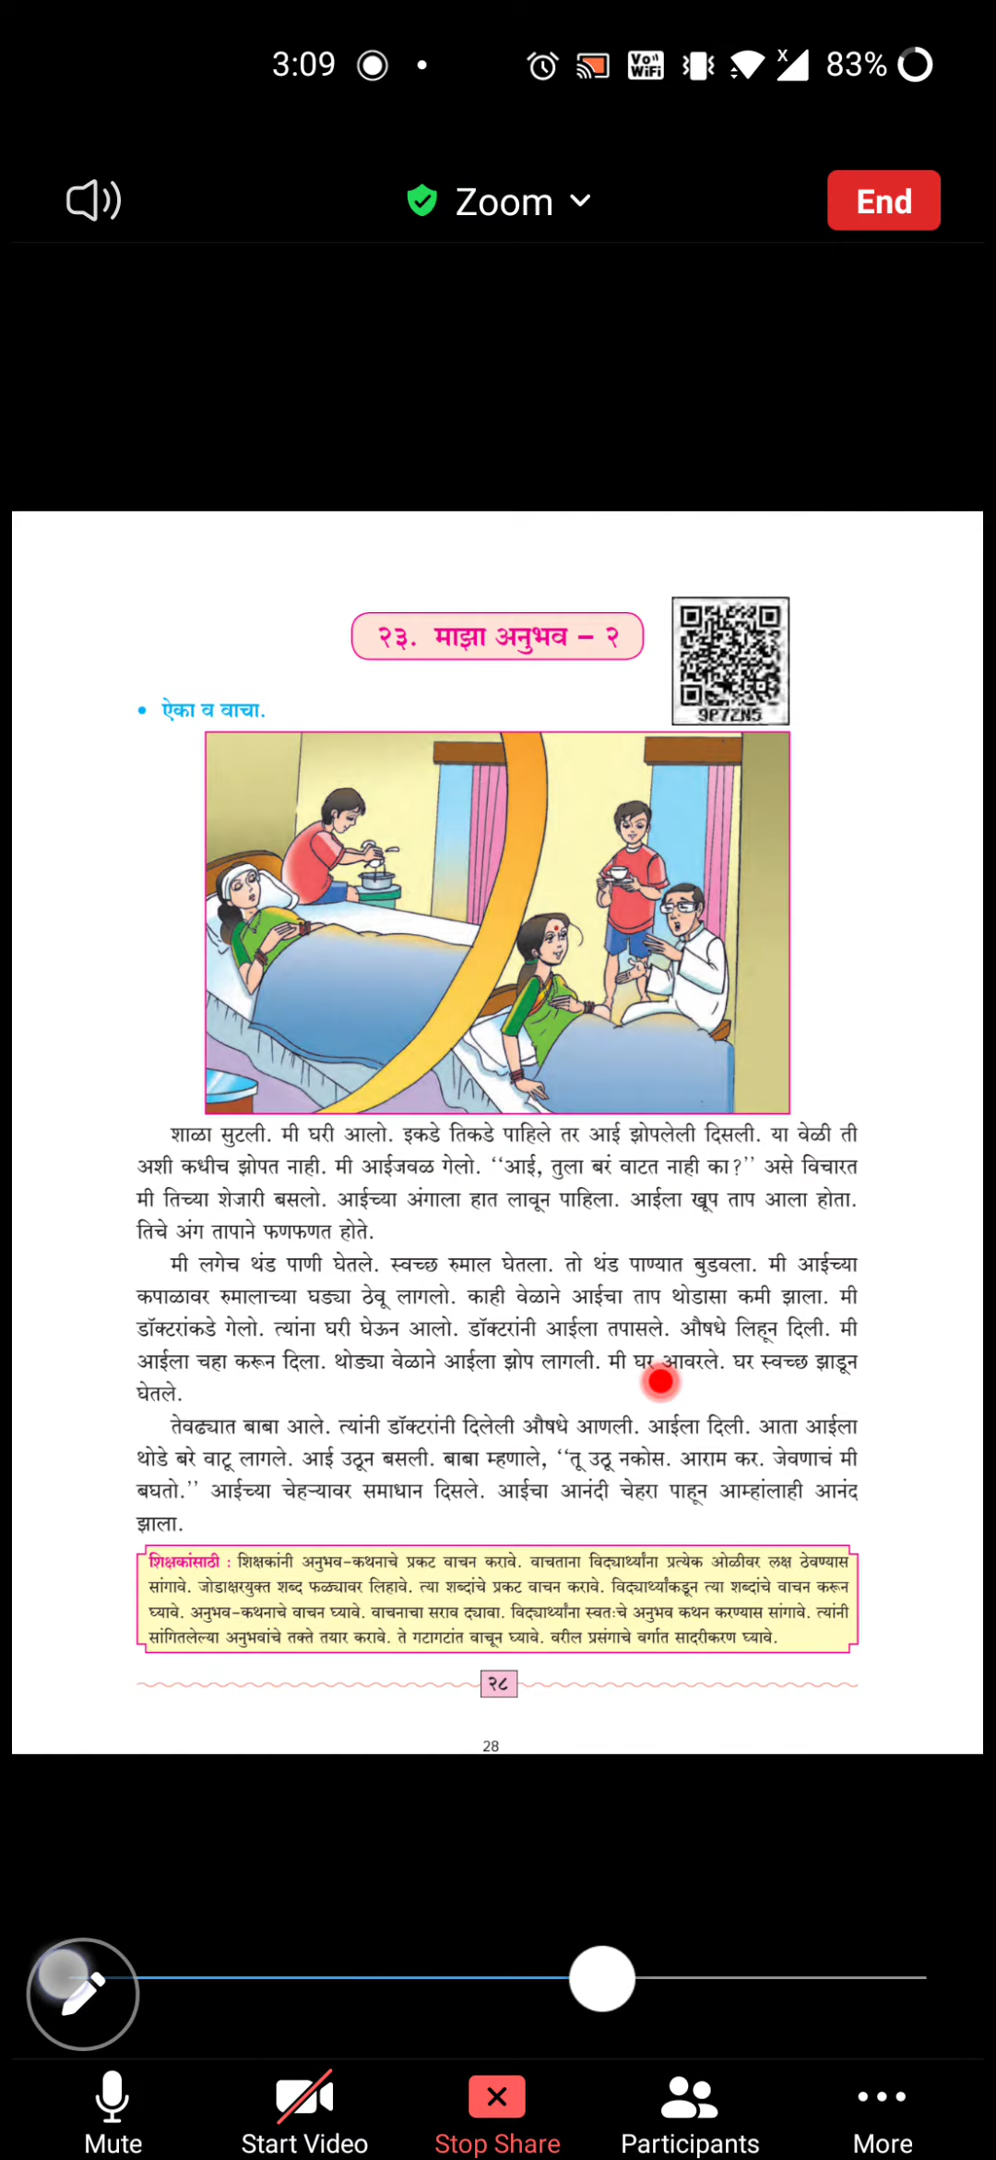 3:09
Vo
WiFi
X
83%
Zoom
End
२३. माझा अनुभव – २
9P7ZN5
• ऐका व वाचा.
शाळा सुटली. मी घरी आलो. इकडे तिकडे पाहिले तर आई झोपलेली दिसली. या वेळी ती
अशी कधीच झोपत नाही. मी आईजवळ गेलो. ‘‘आई, तुला बरं वाटत नाही का?’’ असे विचारत
मी तिच्या शेजारी बसलो. आईच्या अंगाला हात लावून पाहिला. आईला खूप ताप आला होता.
तिचे अंग तापाने फणफणत होते.
मी लगेच थंड पाणी घेतले. स्वच्छ रुमाल घेतला. तो थंड पाण्यात बुडवला. मी आईच्या
कपाळावर रुमालाच्या घड्या ठेवू लागलो. काही वेळाने आईचा ताप थोडासा कमी झाला. मी
डॉक्टरांकडे गेलो. त्यांना घरी घेऊन आलो. डॉक्टरांनी आईला तपासले. औषधे लिहून दिली. मी
आईला चहा करून दिला. थोड्या वेळाने आईला झोप लागली. मी घर आवरले. घर स्वच्छ झाडून
घेतले.
तेवढ्यात बाबा आले. त्यांनी डॉक्टरांनी दिलेली औषधे आणली. आईला दिली. आता आईला
थोडे बरे वाटू लागले. आई उठून बसली. बाबा म्हणाले, ‘‘तू उठू नकोस. आराम कर. जेवणाचं मी
बघतो.’’ आईच्या चेहऱ्यावर समाधान दिसले. आईचा आनंदी चेहरा पाहून आम्हांलाही आनंद
झाला.
शिक्षकांसाठी : शिक्षकांनी अनुभव-कथनाचे प्रकट वाचन करावे. वाचताना विद्यार्थ्यांना प्रत्येक ओळीवर लक्ष ठेवण्यास
सांगावे. जोडाक्षरयुक्त शब्द फळ्यावर लिहावे. त्या शब्दांचे प्रकट वाचन करावे. विद्यार्थ्यांकडून त्या शब्दांचे वाचन करून
घ्यावे. अनुभव-कथनाचे वाचन घ्यावे. वाचनाचा सराव द्यावा. विद्यार्थ्यांना स्वतःचे अनुभव कथन करण्यास सांगावे. त्यांनी
सांगितलेल्या अनुभवांचे तक्ते तयार करावे. ते गटागटांत वाचून घ्यावे. वरील प्रसंगाचे वर्गात सादरीकरण घ्यावे.
२८
28
Mute
Start Video
Stop Share
Participants
More